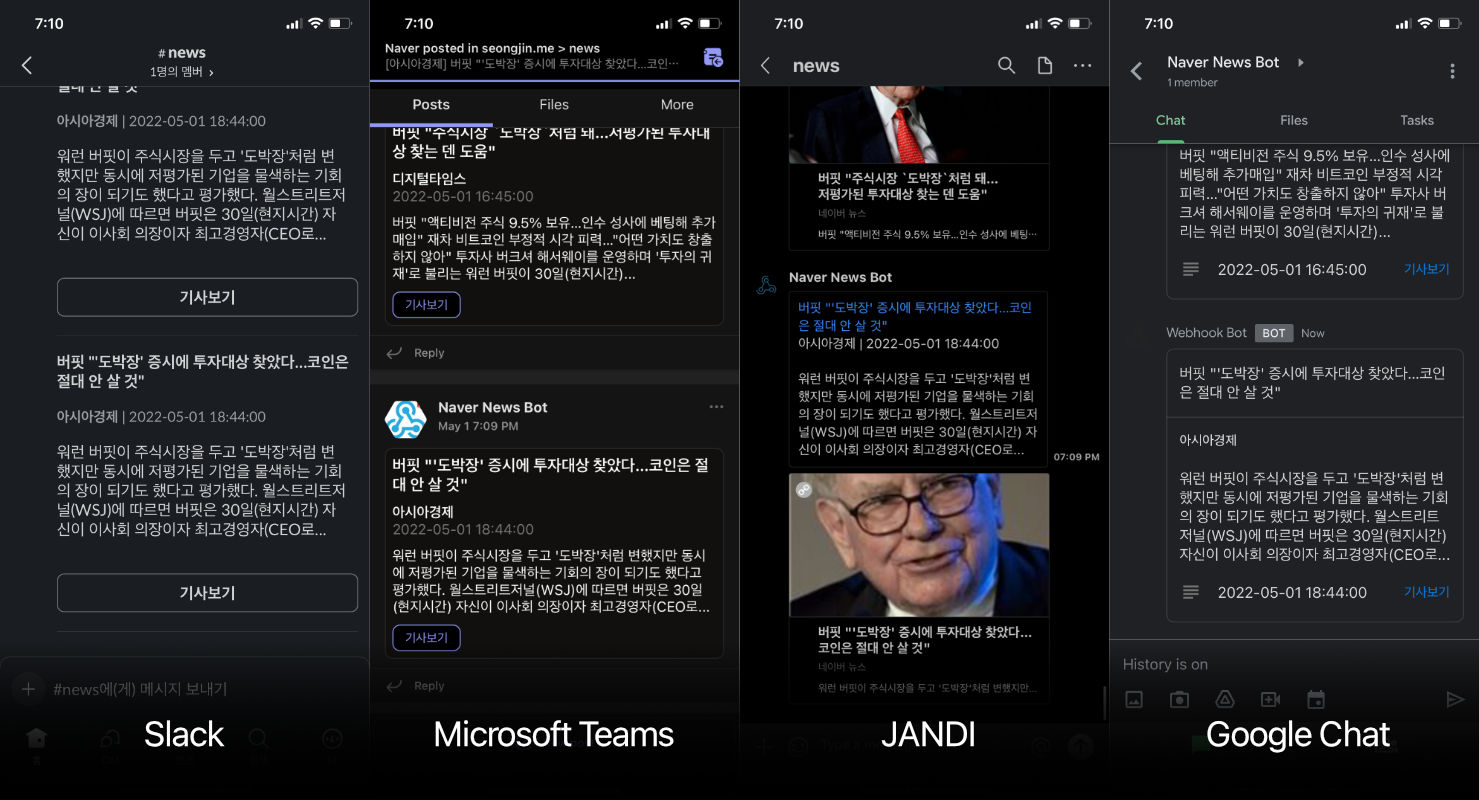 7:10
# news
1명의 멤버 >
아시아경제 | 2022-05-01 18:44:00
워런 버핏이 주식시장을 두고 '도박장'처럼 변
했지만 동시에 저평가된 기업을 물색하는 기회
의 장이 되기도 했다고 평가했다. 월스트리트저
널(WSJ)에 따르면 버핏은 30일(현지시간) 자
신이 이사회 의장이자 최고경영자(CEO로...
기사보기
버핏 "'도박장' 증시에 투자대상 찾았다...코인은
절대 안 살 것"
아시아경제 | 2022-05-01 18:44:00
워런 버핏이 주식시장을 두고 '도박장'처럼 변
했지만 동시에 저평가된 기업을 물색하는 기회
의 장이 되기도 했다고 평가했다. 월스트리트저
널(WSJ)에 따르면 버핏은 30일(현지시간) 자
신이 이사회 의장이자 최고경영자(CEO로...
기사보기
#news에(게) 메시지 보내기
Slack
7:10
Naver posted in seongjin.me > news
[아시아경제] 버핏 "'도박장' 증시에 투자대상 찾았다...코인은...
Posts
Files
More
버핏 "주식시장 `도박장`처럼 돼...저평가된 투자대
상 찾는 덴 도움"
디지털타임스
2022-05-01 16:45:00
버핏 "액티비전 주식 9.5% 보유...인수 성사에 베팅해 추가
매입" 재차 비트코인 부정적 시각 피력..."어떤 가치도 창출
하지 않아" 투자사 버크셔 해서웨이를 운영하며 '투자의 귀
재'로 불리는 워런 버핏이 30일(현지시간)...
기사보기
Reply
Naver News Bot
May 1 7:09 PM
버핏 "'도박장' 증시에 투자대상 찾았다...코인은 절
대 안 살 것"
아시아경제
2022-05-01 18:44:00
워런 버핏이 주식시장을 두고 '도박장'처럼 변했지만 동시
에 저평가된 기업을 물색하는 기회의 장이 되기도 했다고
평가했다. 월스트리트저널(WSJ)에 따르면 버핏은 30일
(현지시간) 자신이 이사회 의장이자 최고경영자(CEO로...
기사보기
Reply
Microsoft Teams
7:10
news
버핏 "주식시장 `도박장`처럼 돼...
저평가된 투자대상 찾는 덴 도움"
네이버 뉴스
버핏 "액티비전 주식 9.5% 보유...인수 성사에 베팅...
Naver News Bot
버핏 "'도박장' 증시에 투자대상 찾았다...코인
은 절대 안 살 것"
아시아경제 | 2022-05-01 18:44:00
워런 버핏이 주식시장을 두고 '도박장'처럼 변
했지만 동시에 저평가된 기업을 물색하는 기회
의 장이 되기도 했다고 평가했다. 월스트리트저
널(WSJ)에 따르면 버핏은 30일(현지시간) 자
신이 이사회 의장이자 최고경영자(CEO로...
07:09 PM
버핏 "'도박장' 증시에 투자대상 찾았다...
코인은 절대 안 살 것"
네이버 뉴스
워런 버핏이 주식시장을 두고 '도박장'처럼 변했지만...
JANDI
7:10
Naver News Bot
1 member
Chat
Files
Tasks
버핏 "액티비전 주식 9.5% 보유...인수 성사에
베팅해 추가매입" 재차 비트코인 부정적 시각
피력..."어떤 가치도 창출하지 않아" 투자사 버
크셔 해서웨이를 운영하며 '투자의 귀재'로 불
리는 워런 버핏이 30일(현지시간)...
2022-05-01 16:45:00
기사보기
Webhook Bot BOT Now
버핏 "'도박장' 증시에 투자대상 찾았다...코인
은 절대 안 살 것"
아시아경제
워런 버핏이 주식시장을 두고 '도박장'처럼 변
했지만 동시에 저평가된 기업을 물색하는 기회
의 장이 되기도 했다고 평가했다. 월스트리트
저널(WSJ)에 따르면 버핏은 30일(현지시간)
자신이 이사회 의장이자 최고경영자(CEO로...
2022-05-01 18:44:00
기사보기
History is on
Google Chat